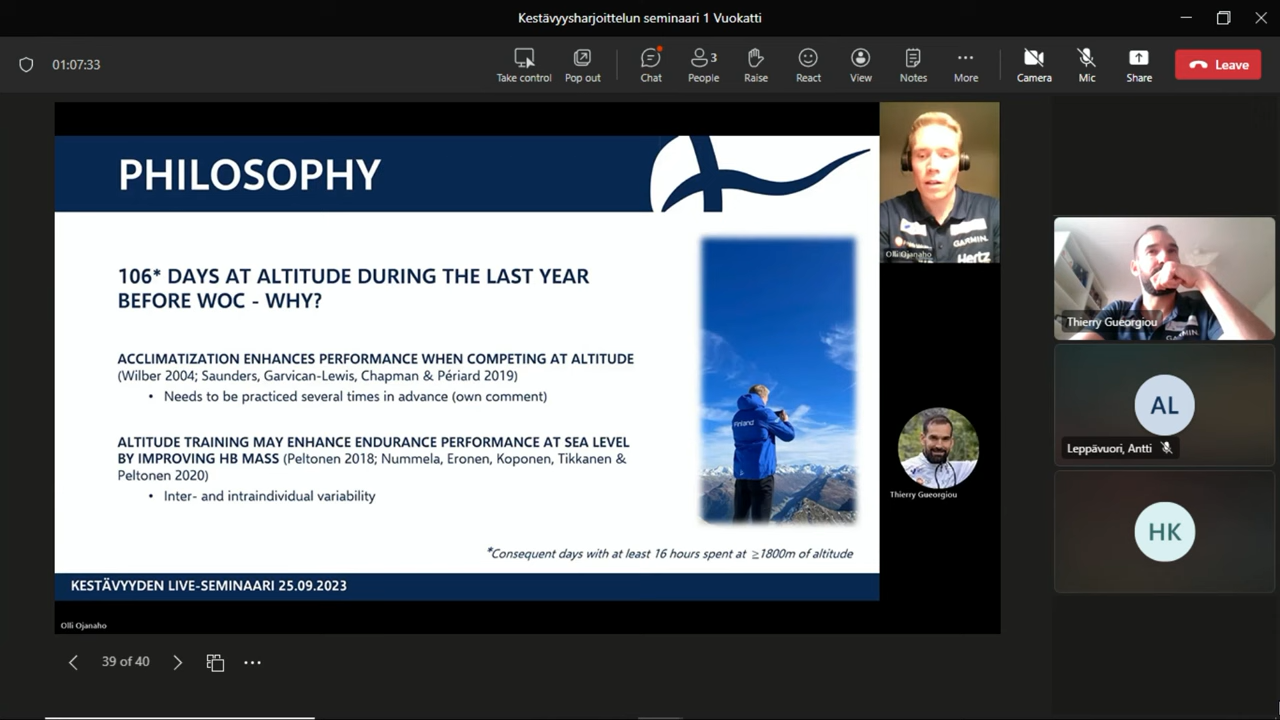 Kestävyysharjoittelun seminaari 1 Vuokatti
01:07:33
Take control
Pop out
Chat
3
People
Raise
React
View
Notes
More
Camera
Mic
Share
Leave
PHILOSOPHY
106* DAYS AT ALTITUDE DURING THE LAST YEAR
BEFORE WOC - WHY?
ACCLIMATIZATION ENHANCES PERFORMANCE WHEN COMPETING AT ALTITUDE
(Wilber 2004; Saunders, Garvican-Lewis, Chapman & Périard 2019)
• Needs to be practiced several times in advance (own comment)
ALTITUDE TRAINING MAY ENHANCE ENDURANCE PERFORMANCE AT SEA LEVEL
BY IMPROVING HB MASS (Peltonen 2018; Nummela, Eronen, Koponen, Tikkanen &
Peltonen 2020)
• Inter- and intraindividual variability
Finland
*Consequent days with at least 16 hours spent at ≥1800m of altitude
KESTÄVYYDEN LIVE-SEMINAARI 25.09.2023
Olli Ojanaho
GARMIN.
Hertz
Olli Ojanaho
Thierry Gueorgiou
Thierry Gueorgiou
AL
Leppävuori, Antti
HK
39 of 40